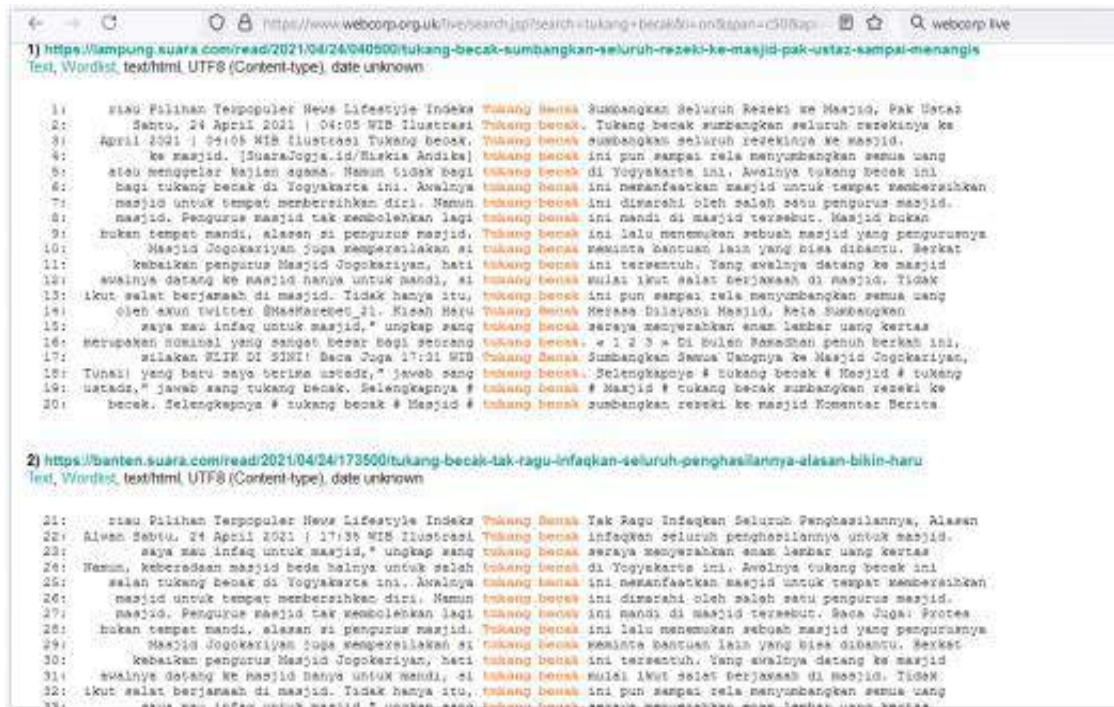 https://www.webcorp.org.uk/live/search.jsp?search=tukang+becak webcorp live
1) https://lampung.suara.com/read/2021/04/24/040500/tukang-becak-sumbangkan-seluruh-rezeki-ke-masjid-pak-ustaz-sampai-menangis
Text, Wordlist, text/html, UTF8 (Content-type), date unknown
1: riau Pilihan Terpopuler News Lifestyle Indeks Tukang Becak Sumbangkan Seluruh Rezeki ke Masjid, Pak Ustaz
2: Sabtu, 24 April 2021 | 04:05 WIB Ilustrasi Tukang becak. Tukang becak sumbangkan seluruh rezekinya ke
3: April 2021 | 04:05 WIB Ilustrasi Tukang becak. Tukang becak sumbangkan seluruh rezekinya ke masjid.
4: ke masjid. [SuaraJogja.id/Hiskia Andika] tukang becak ini pun sampai rela menyumbangkan semua uang
5: atau menggelar kajian agama. Namun tidak bagi tukang becak di Yogyakarta ini. Awalnya tukang becak ini
6: bagi tukang becak di Yogyakarta ini. Awalnya tukang becak ini memanfaatkan masjid untuk tempat membersihkan
7: masjid untuk tempat membersihkan diri. Namun tukang becak ini dimarahi oleh salah satu pengurus masjid.
8: masjid. Pengurus masjid tak membolehkan lagi tukang becak ini mandi di masjid tersebut. Masjid bukan
9: bukan tempat mandi, alasan si pengurus masjid. Tukang becak ini lalu menemukan sebuah masjid yang pengurusnya
10: Masjid Jogokariyan juga mempersilakan si tukang becak meminta bantuan lain yang bisa dibantu. Berkat
11: kebaikan pengurus Masjid Jogokariyan, hati tukang becak ini tersentuh. Yang awalnya datang ke masjid
12: awalnya datang ke masjid hanya untuk mandi, si tukang becak mulai ikut salat berjamaah di masjid. Tidak
13: ikut salat berjamaah di masjid. Tidak hanya itu, tukang becak ini pun sampai rela menyumbangkan semua uang
14: oleh akun twitter @MasMarebet_21. Kisah Haru Tukang Becak Merasa Dilayani Masjid, Rela Sumbangkan
15: saya mau infaq untuk masjid," ungkap sang tukang becak seraya menyerahkan enam lembar uang kertas
16: merupakan nominal yang sangat besar bagi seorang tukang becak. « 1 2 3 » Di bulan Ramadhan penuh berkah ini,
17: silakan KLIK DI SINI! Baca Juga 17:31 WIB Tukang Becak Sumbangkan Semua Uangnya ke Masjid Jogokariyan,
18: Tunai! yang baru saya terima ustadz," jawab sang tukang becak. Selengkapnya # tukang becak # Masjid # tukang
19: ustadz," jawab sang tukang becak. Selengkapnya # tukang becak # Masjid # tukang becak sumbangkan rezeki ke
20: becak. Selengkapnya # tukang becak # Masjid # tukang becak sumbangkan rezeki ke masjid Komentar Berita
2) https://banten.suara.com/read/2021/04/24/173500/tukang-becak-tak-ragu-infaqkan-seluruh-penghasilannya-alasan-bikin-haru
Text, Wordlist, text/html, UTF8 (Content-type), date unknown
21: riau Pilihan Terpopuler News Lifestyle Indeks Tukang Becak Tak Ragu Infaqkan Seluruh Penghasilannya, Alasan
22: Alwan Sabtu, 24 April 2021 | 17:35 WIB Ilustrasi Tukang becak infaqkan seluruh penghasilannya untuk masjid.
23: saya mau infaq untuk masjid," ungkap sang tukang becak seraya menyerahkan enam lembar uang kertas
24: Namun, keberadaan masjid beda halnya untuk salah tukang becak di Yogyakarta ini. Awalnya tukang becak ini
25: salah tukang becak di Yogyakarta ini. Awalnya tukang becak ini memanfaatkan masjid untuk tempat membersihkan
26: masjid untuk tempat membersihkan diri. Namun tukang becak ini dimarahi oleh salah satu pengurus masjid.
27: masjid. Pengurus masjid tak membolehkan lagi tukang becak ini mandi di masjid tersebut. Baca Juga: Protes
28: bukan tempat mandi, alasan si pengurus masjid. Tukang becak ini lalu menemukan sebuah masjid yang pengurusnya
29: Masjid Jogokariyan juga mempersilakan si tukang becak meminta bantuan lain yang bisa dibantu. Berkat
30: kebaikan pengurus Masjid Jogokariyan, hati tukang becak ini tersentuh. Yang awalnya datang ke masjid
31: awalnya datang ke masjid hanya untuk mandi, si tukang becak mulai ikut salat berjamaah di masjid. Tidak
32: ikut salat berjamaah di masjid. Tidak hanya itu, tukang becak ini pun sampai rela menyumbangkan semua uang